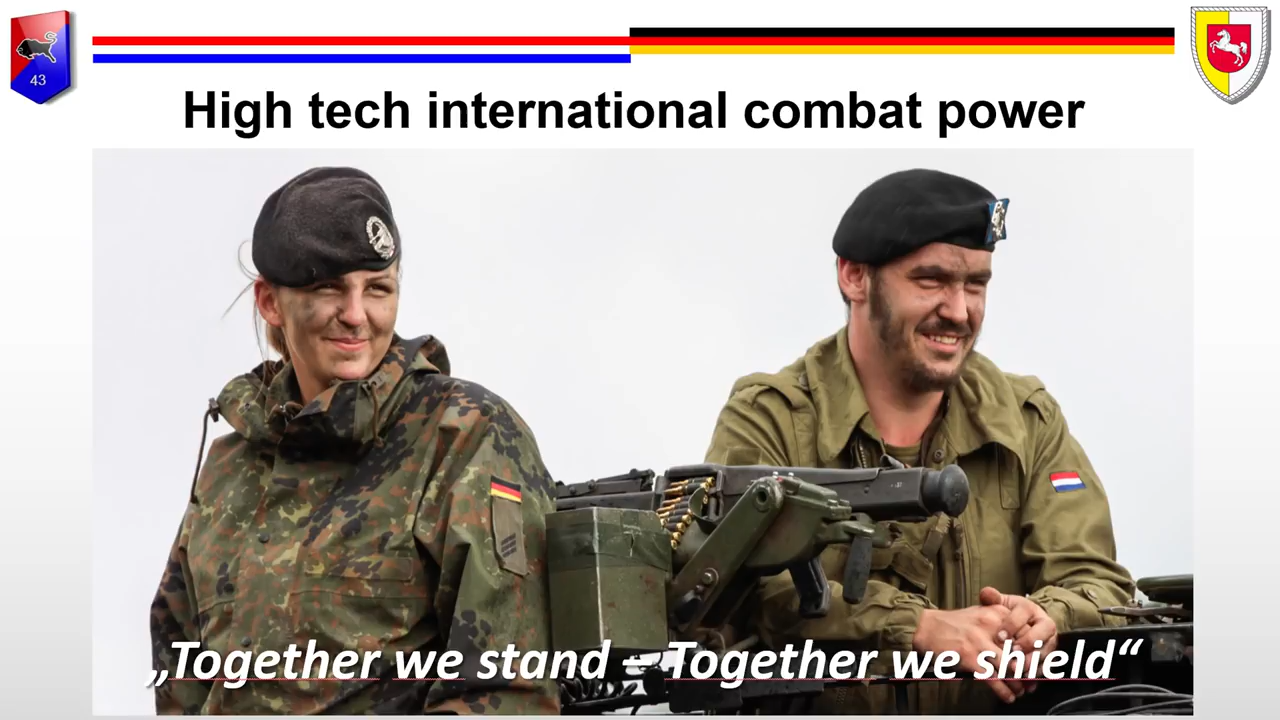 43
High tech international combat power
„Together we stand – Together we shield“